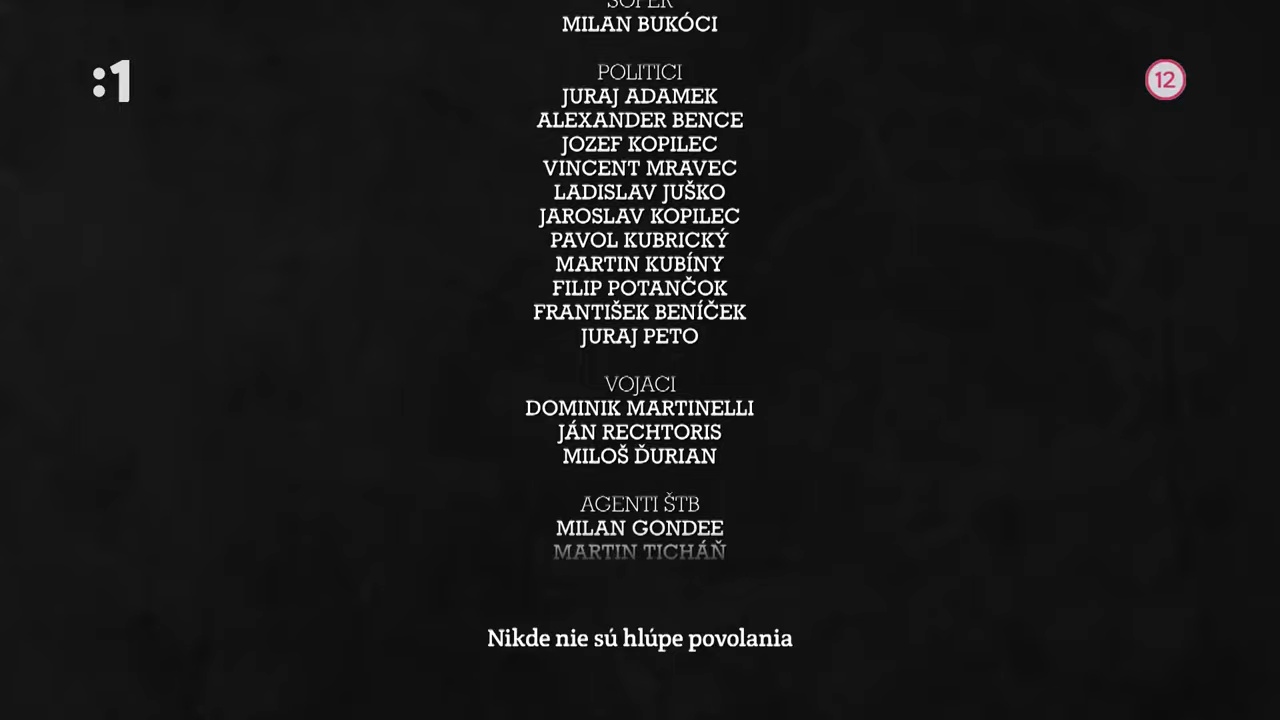 ŠOFÉR
MILAN BUKÓCI
:1
12
POLITICI
JURAJ ADAMEK
ALEXANDER BENCE
JOZEF KOPILEC
VINCENT MRAVEC
LADISLAV JUŠKO
JAROSLAV KOPILEC
PAVOL KUBRICKÝ
MARTIN KUBÍNY
FILIP POTANČOK
FRANTIŠEK BENÍČEK
JURAJ PETO
VOJACI
DOMINIK MARTINELLI
JÁN RECHTORIS
MILOŠ ĎURIAN
AGENTI ŠTB
MILAN GONDEE
MARTIN TICHÁŇ
Nikde nie sú hlúpe povolania